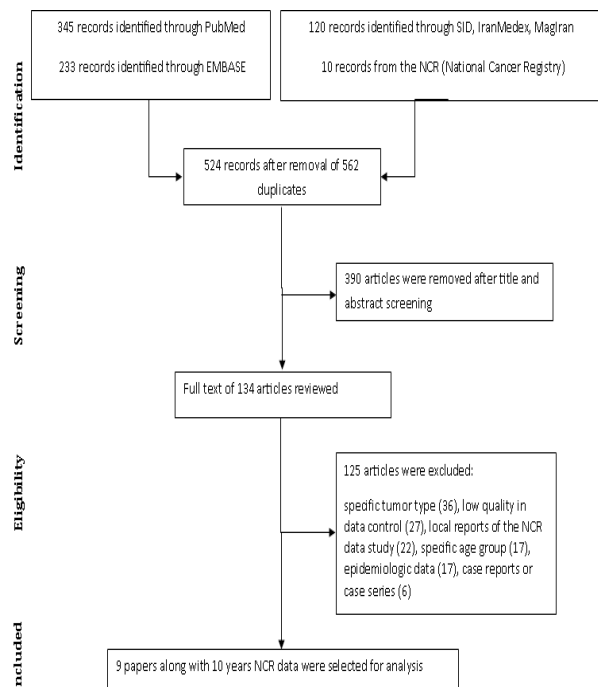 345 records identified through PubMed
233 records identified through EMBASE
120 records identified through SID, IranMedex, MagIran
10 records from the NCR (National Cancer Registry)
Identification
524 records after removal of 562
duplicates
Screening
390 articles were removed after title and
abstract screening
Full text of 134 articles reviewed
Eligibility
125 articles were excluded:
specific tumor type (36), low quality in
data control (27), local reports of the NCR
data study (22), specific age group (17),
epidemiologic data (17), case reports or
case series (6)
ncluded
9 papers along with 10 years NCR data were selected for analysis